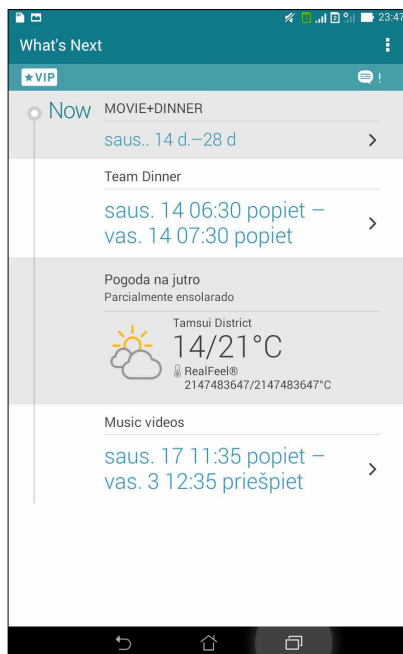 23:47
What's Next
★VIP
!
Now
MOVIE+DINNER
saus.. 14 d.–28 d
Team Dinner
saus. 14 06:30 popiet –
vas. 14 07:30 popiet
Pogoda na jutro
Parcialmente ensolarado
Tamsui District
14/21°C
RealFeel®
2147483647/2147483647°C
Music videos
saus. 17 11:35 popiet –
vas. 3 12:35 priešpiet